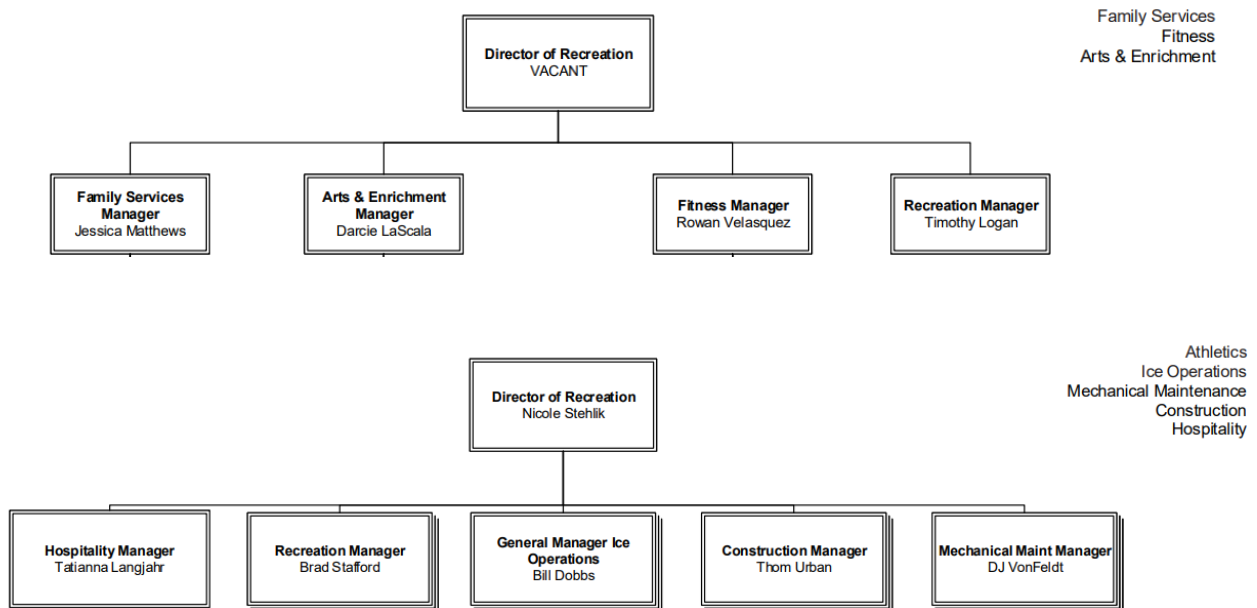 Family Services
Fitness
Arts & Enrichment
Director of Recreation
VACANT
Family Services
Manager
Jessica Matthews
Arts & Enrichment
Manager
Darcie LaScala
Fitness Manager
Rowan Velasquez
Recreation Manager
Timothy Logan
Athletics
Ice Operations
Mechanical Maintenance
Construction
Hospitality
Director of Recreation
Nicole Stehlik
Hospitality Manager
Tatianna Langjahr
Recreation Manager
Brad Stafford
General Manager Ice
Operations
Bill Dobbs
Construction Manager
Thom Urban
Mechanical Maint Manager
DJ VonFeldt